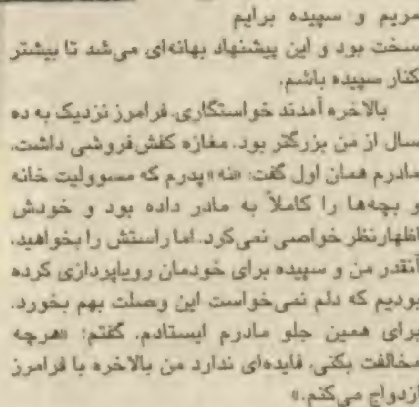 مریم و سپیده برایم
سخت بود و این پیشنهاد بهانه‌ای می‌شد تا بیشتر
کنار سپیده باشم.
بالاخره آمدند خواستگاری. فرامرز نزدیک به ده
سال از من بزرگتر بود. مغازه کفش‌فروشی داشت.
مادرم همان اول گفت: «نه» پدرم که مسوولیت خانه
و بچه‌ها را کاملاً به مادر داده بود و خودش
اظهارنظر خواصی نمی‌کرد. اما راستش را بخواهید،
آنقدر من و سپیده برای خودمان رویاپردازی کرده
بودیم که دلم نمی‌خواست این وصلت بهم بخورد.
برای همین جلو مادرم ایستادم. گفتم: «هرچه
مخالفت بکنی، فایده‌ای ندارد من بالاخره با فرامرز
ازدواج می‌کنم.»